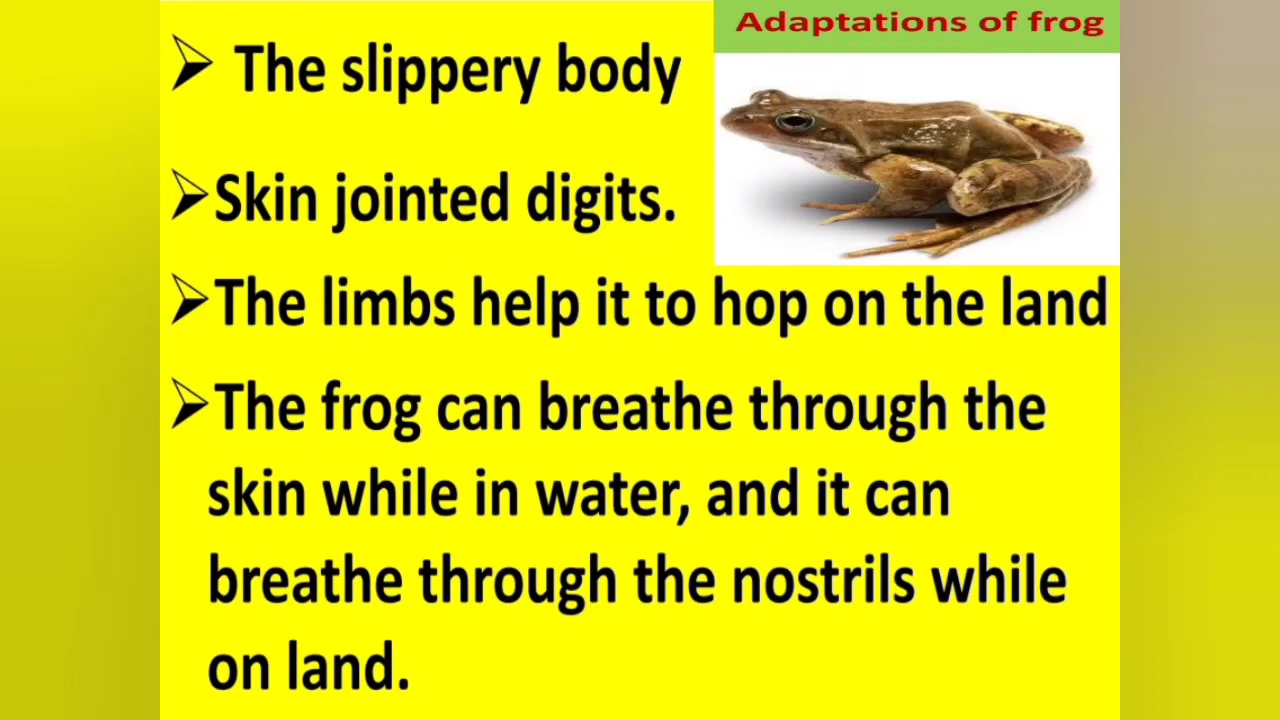 Adaptations of frog
➢ The slippery body
➢Skin jointed digits.
➢The limbs help it to hop on the land
➢The frog can breathe through the
skin while in water, and it can
breathe through the nostrils while
on land.